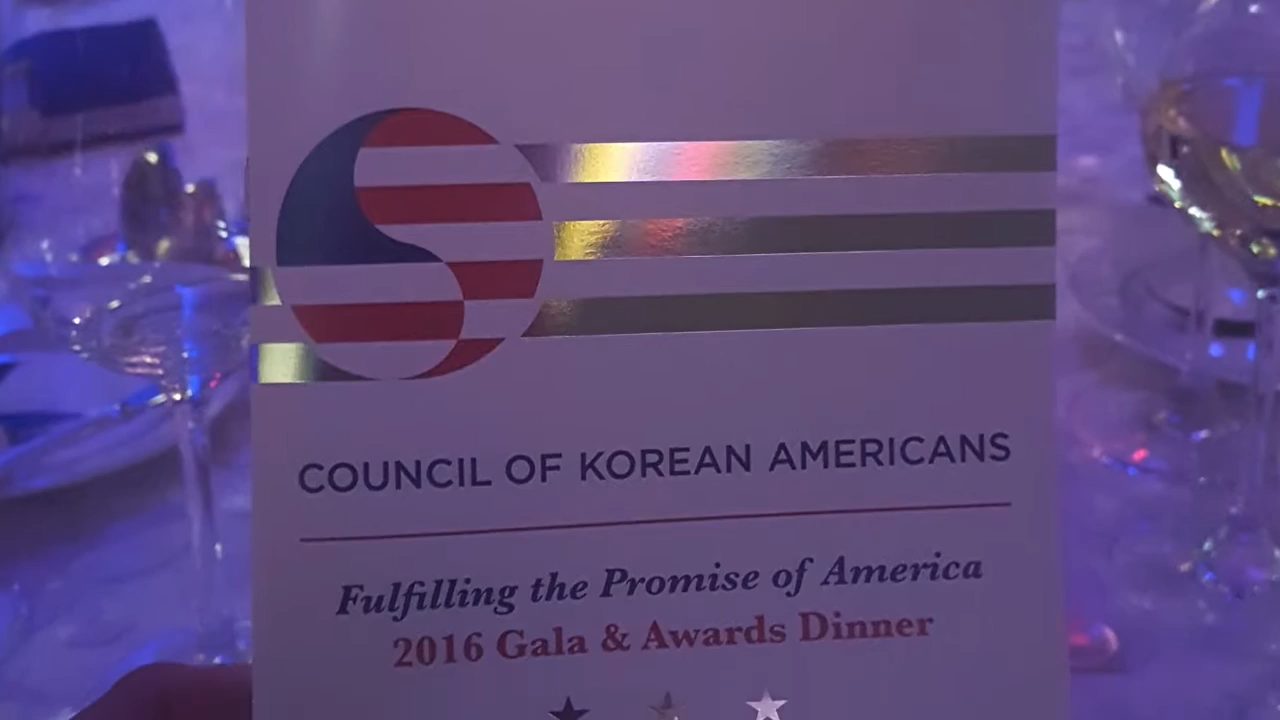 COUNCIL OF KOREAN AMERICANS
Fulfilling the Promise of America
2016 Gala & Awards Dinner